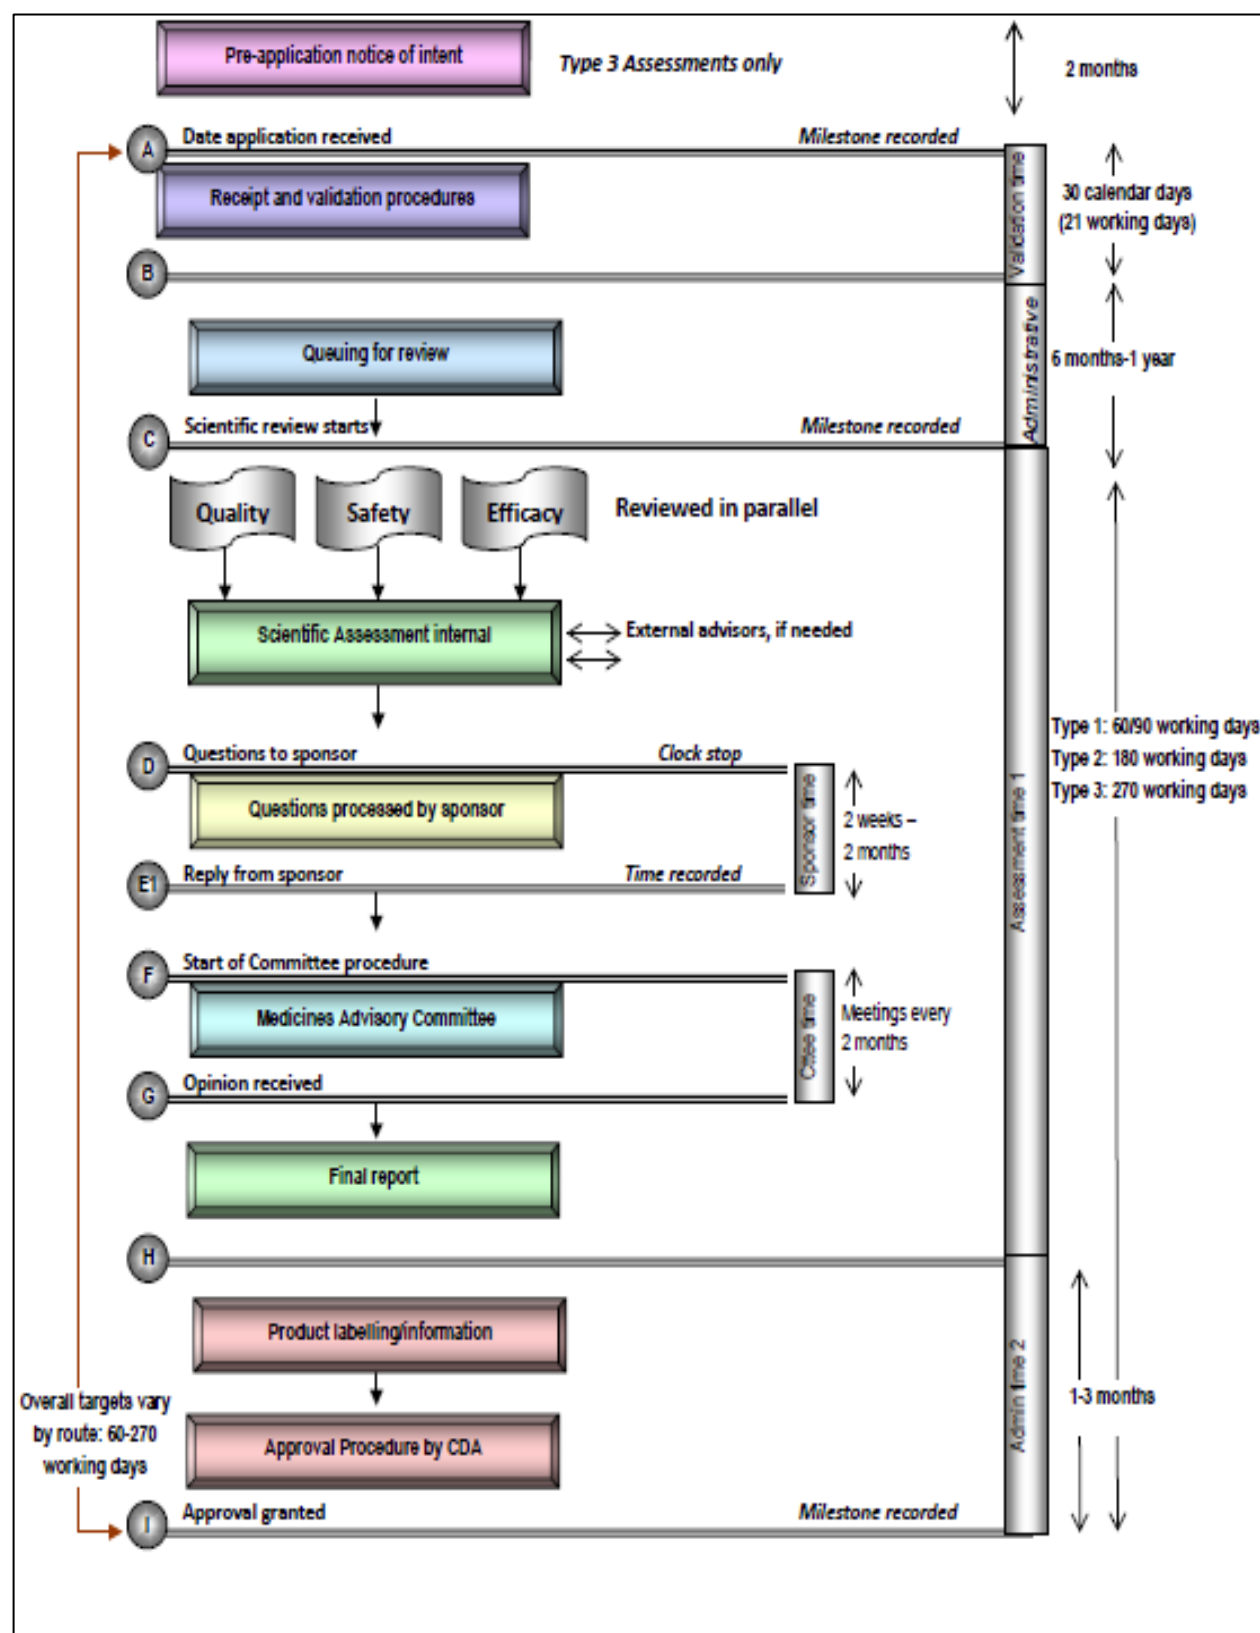 Pre-application notice of intent
Type 3 Assessments only
2 months
A
Date application received
Milestone recorded
Receipt and validation procedures
Validation time
30 calendar days
(21 working days)
B
Queuing for review
Administrative
6 months-1 year
C
Scientific review starts
Milestone recorded
Quality
Safety
Efficacy
Reviewed in parallel
Scientific Assessment internal
External advisors, if needed
Type 1: 60/90 working days
Type 2: 180 working days
Type 3: 270 working days
Assessment time 1
D
Questions to sponsor
Clock stop
Questions processed by sponsor
Sponsor time
2 weeks –
2 months
E1
Reply from sponsor
Time recorded
F
Start of Committee procedure
Medicines Advisory Committee
Cttee time
Meetings every
2 months
G
Opinion received
Final report
H
Product labelling/information
Admin time 2
1-3 months
Overall targets vary
by route: 60-270
working days
Approval Procedure by CDA
I
Approval granted
Milestone recorded